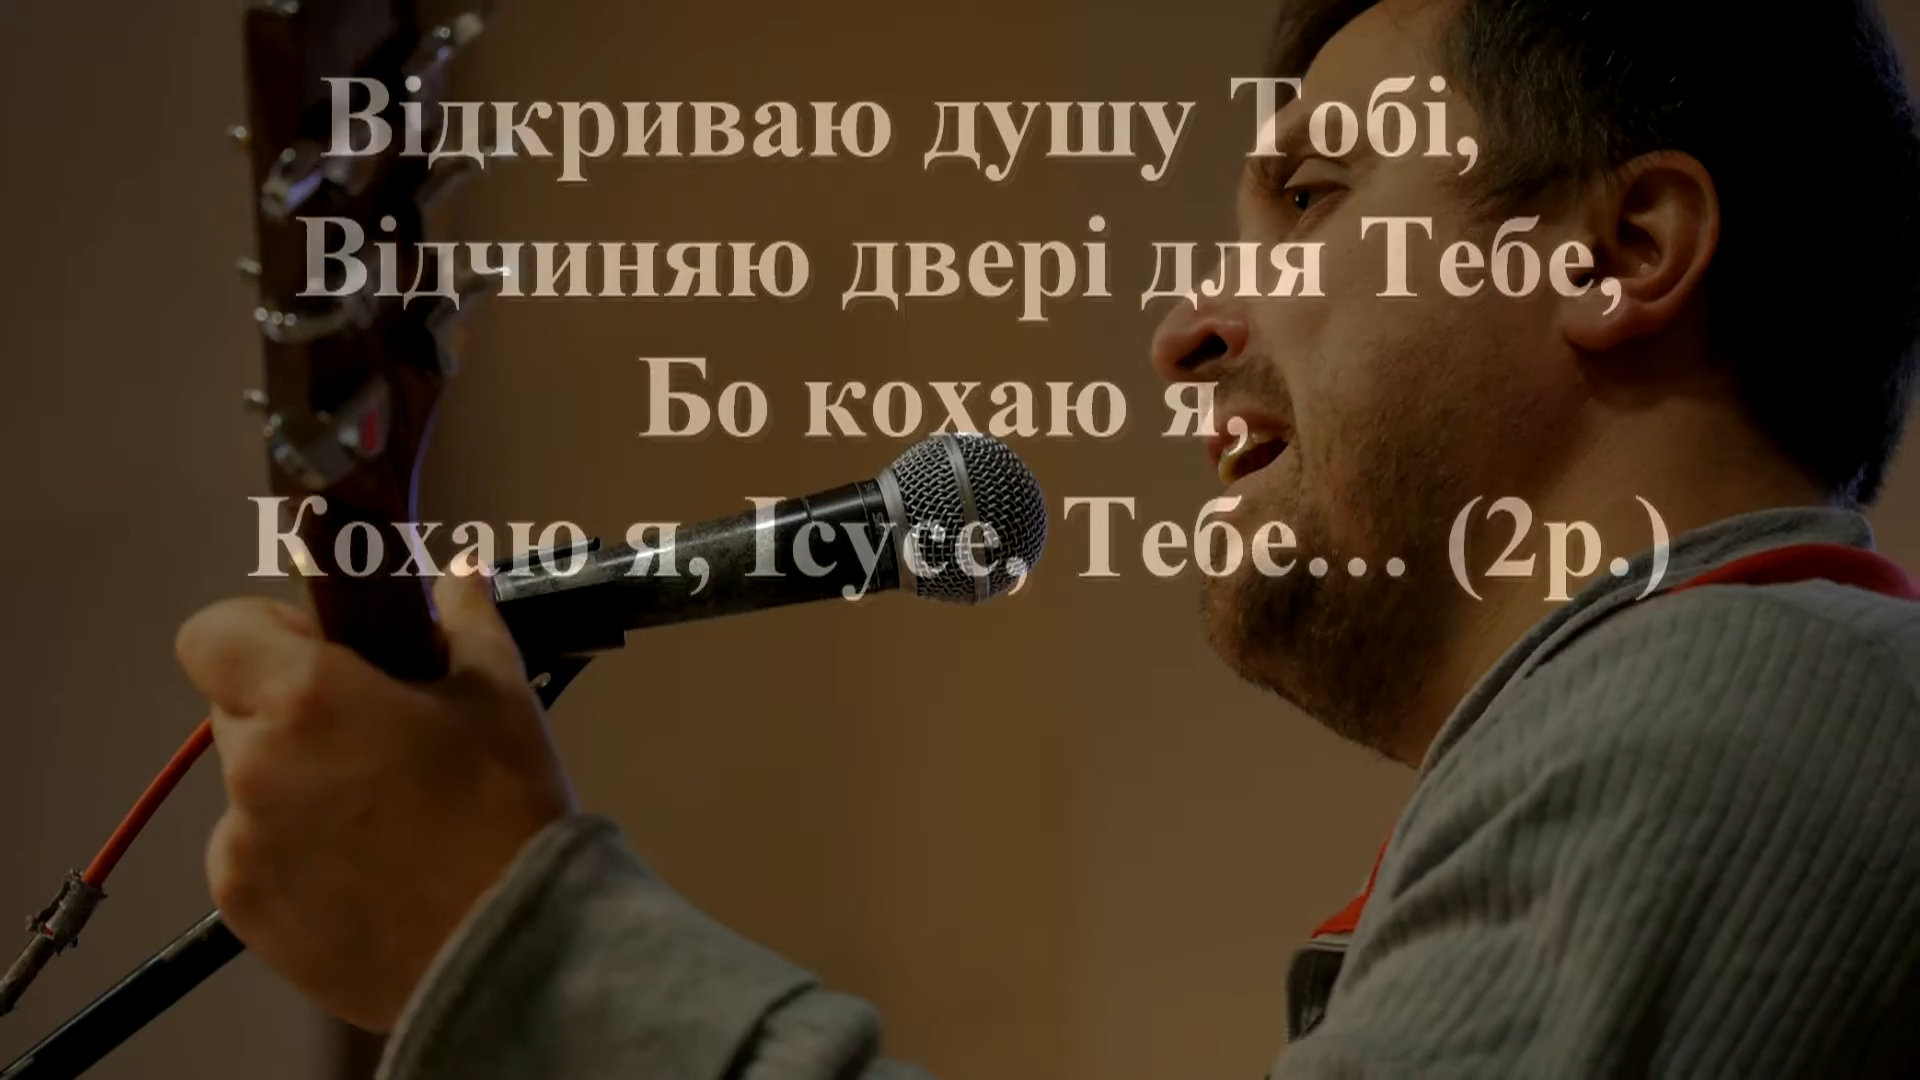 Відкриваю душу Тобі,
Відчиняю двері для Тебе,
Бо кохаю я,
Кохаю я, Ісусе, Тебе… (2р.)